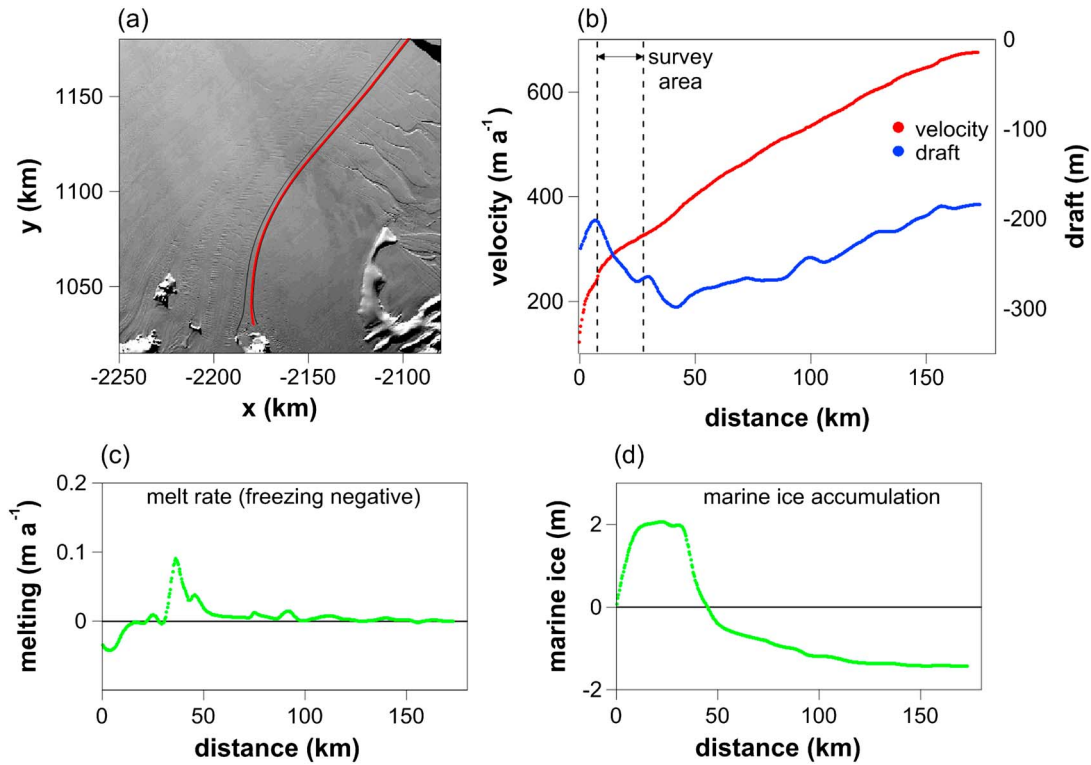 (a)
y (km)
1150
1100
1050
-2250
-2200
-2150
-2100
x (km)
(b)
survey
area
velocity
draft
velocity (m a⁻¹)
600
400
200
0
-100
-200
-300
draft (m)
0
50
100
150
distance (km)
(c)
melt rate (freezing negative)
melting (m a⁻¹)
0.2
0.1
0
0
50
100
150
distance (km)
(d)
marine ice accumulation
marine ice (m)
2
0
-2
0
50
100
150
distance (km)